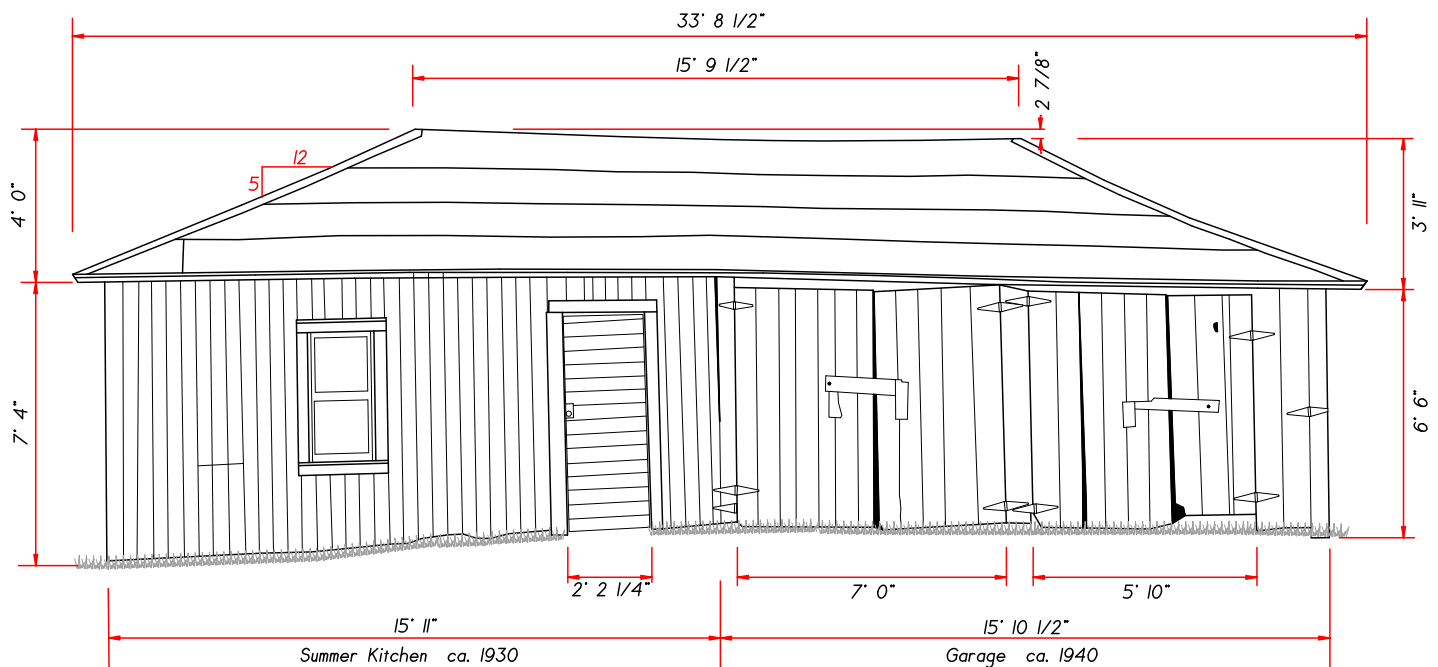 33' 8 1/2"
15' 9 1/2"
2 7/8"
12
5
4' 0"
3' 11"
7' 4"
6' 6"
2' 2 1/4"
7' 0"
5' 10"
15' 11"
15' 10 1/2"
Summer Kitchen ca. 1930
Garage ca. 1940